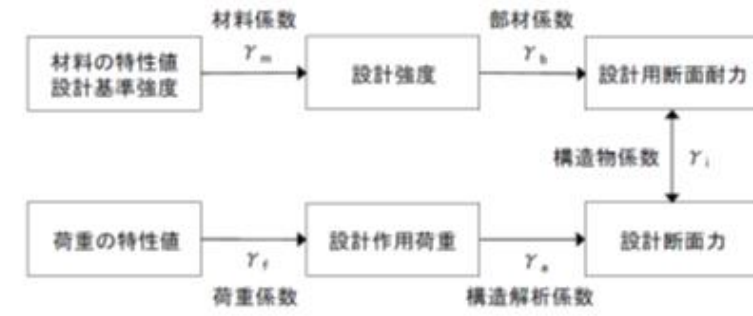 材料係数
γm
部材係数
γb
材料の特性値
設計基準強度
設計強度
設計用断面耐力
構造物係数
γi
荷重の特性値
設計作用荷重
設計断面力
γf
荷重係数
γa
構造解析係数